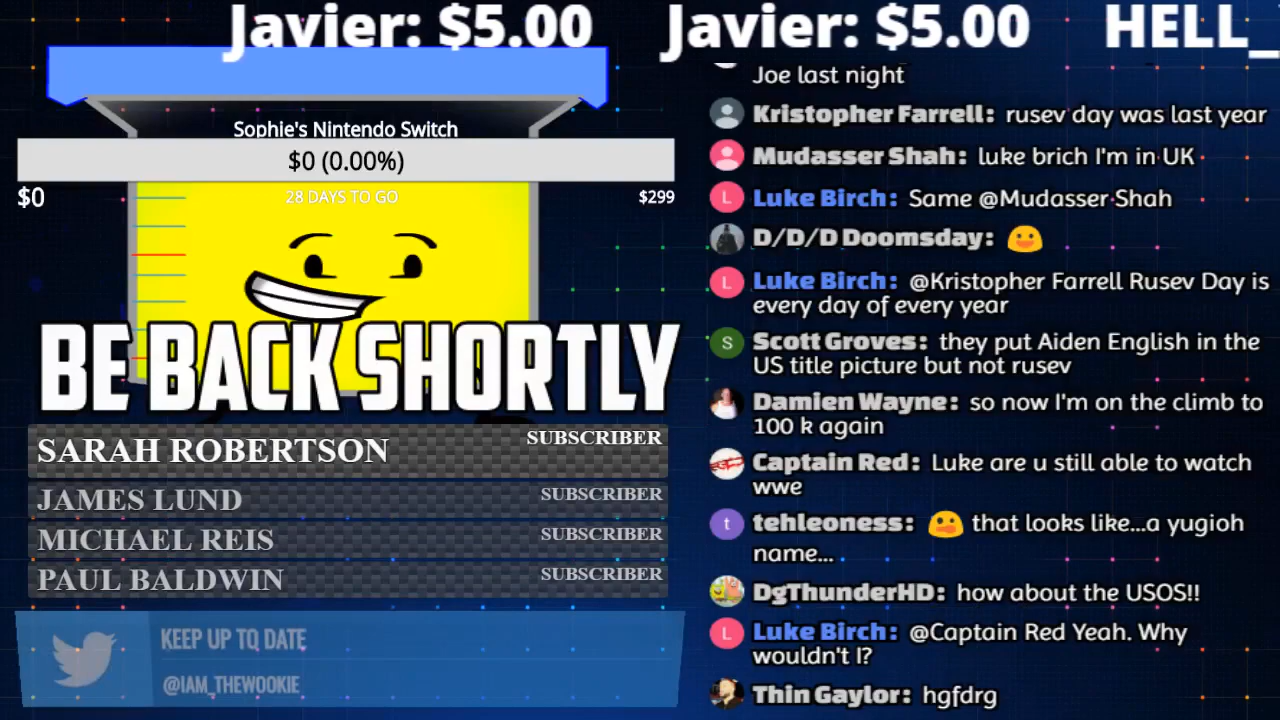 Javier: $5.00 Javier: $5.00 HELL_
Sophie's Nintendo Switch
$0 (0.00%)
$0 28 DAYS TO GO $299
BE BACK SHORTLY
SARAH ROBERTSON SUBSCRIBER
JAMES LUND SUBSCRIBER
MICHAEL REIS SUBSCRIBER
PAUL BALDWIN SUBSCRIBER
KEEP UP TO DATE
@IAM_THEWOOKIE
Joe last night
Kristopher Farrell: rusev day was last year
Mudasser Shah: luke brich I'm in UK
L Luke Birch: Same @Mudasser Shah
D/D/D Doomsday:
L Luke Birch: @Kristopher Farrell Rusev Day is
every day of every year
S Scott Groves: they put Aiden English in the
US title picture but not rusev
Damien Wayne: so now I'm on the climb to
100 k again
Captain Red: Luke are u still able to watch
wwe
t tehleoness: that looks like...a yugioh
name...
DgThunderHD: how about the USOS!!
L Luke Birch: @Captain Red Yeah. Why
wouldn't I?
Thin Gaylor: hgfdrg